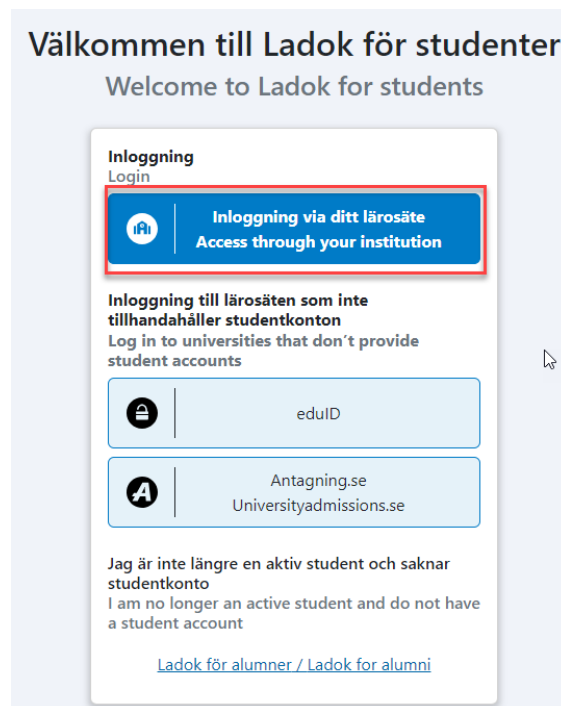 Välkommen till Ladok för studenter
Welcome to Ladok for students
Inloggning
Login
Inloggning via ditt lärosäte
Access through your institution
Inloggning till lärosäten som inte
tillhandahåller studentkonton
Log in to universities that don't provide
student accounts
eduID
Antagning.se
Universityadmissions.se
Jag är inte längre en aktiv student och saknar
studentkonto
I am no longer an active student and do not have
a student account
Ladok för alumner / Ladok for alumni